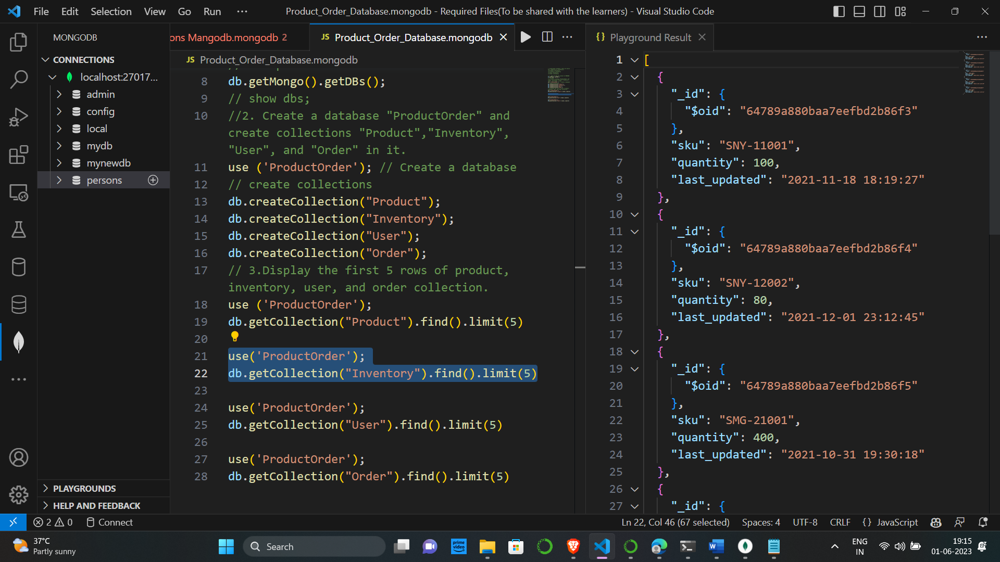 File Edit Selection View Go Run ··· Product_Order_Database.mongodb - Required Files(To be shared with the learners) - Visual Studio Code
MONGODB
CONNECTIONS
localhost:27017...
admin
config
local
mydb
mynewdb
persons
PLAYGROUNDS
HELP AND FEEDBACK
ons Mangodb.mongodb 2
JS Product_Order_Database.mongodb
JS Product_Order_Database.mongodb
8 db.getMongo().getDBs();
9 // show dbs;
10 //2. Create a database "ProductOrder" and
create collections "Product","Inventory",
"User", and "Order" in it.
11 use ('ProductOrder'); // Create a database
12 // create collections
13 db.createCollection("Product");
14 db.createCollection("Inventory");
15 db.createCollection("User");
16 db.createCollection("Order");
17 // 3.Display the first 5 rows of product,
inventory, user, and order collection.
18 use ('ProductOrder');
19 db.getCollection("Product").find().limit(5)
20
21 use('ProductOrder');
22 db.getCollection("Inventory").find().limit(5)
23
24 use('ProductOrder');
25 db.getCollection("User").find().limit(5)
26
27 use('ProductOrder');
28 db.getCollection("Order").find().limit(5)
{} Playground Result
1 [
2 {
3 "_id": {
4 "$oid": "64789a880baa7eefbd2b86f3"
5 },
6 "sku": "SNY-11001",
7 "quantity": 100,
8 "last_updated": "2021-11-18 18:19:27"
9 },
10 {
11 "_id": {
12 "$oid": "64789a880baa7eefbd2b86f4"
13 },
14 "sku": "SNY-12002",
15 "quantity": 80,
16 "last_updated": "2021-12-01 23:12:45"
17 },
18 {
19 "_id": {
20 "$oid": "64789a880baa7eefbd2b86f5"
21 },
22 "sku": "SMG-21001",
23 "quantity": 400,
24 "last_updated": "2021-10-31 19:30:18"
25 },
26 {
27 "_id": {
2 0 Connect
Ln 22, Col 46 (67 selected) Spaces: 4 UTF-8 CRLF {} JavaScript
37°C
Partly sunny
Search
prime video
ENG
IN
19:15
01-06-2023